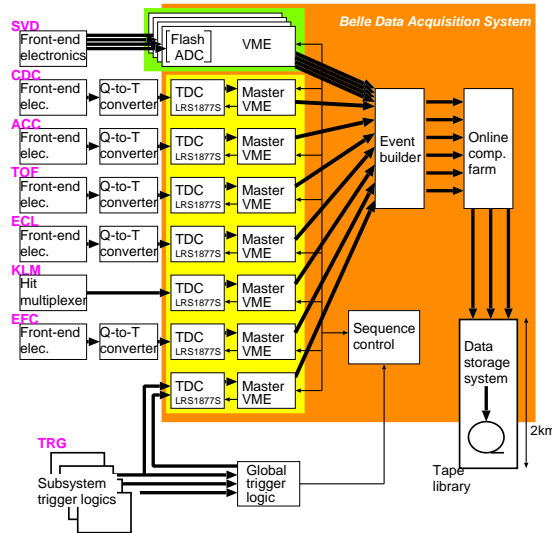 Belle Data Acquisition System
SVD
Front-end
electronics
Flash
ADC
VME
CDC
Front-end
elec.
Q-to-T
converter
TDC
LRS1877S
Master
VME
ACC
Front-end
elec.
Q-to-T
converter
TDC
LRS1877S
Master
VME
TOF
Front-end
elec.
Q-to-T
converter
TDC
LRS1877S
Master
VME
ECL
Front-end
elec.
Q-to-T
converter
TDC
LRS1877S
Master
VME
KLM
Hit
multiplexer
TDC
LRS1877S
Master
VME
EFC
Front-end
elec.
Q-to-T
converter
TDC
LRS1877S
Master
VME
TDC
LRS1877S
Master
VME
Event
builder
Online
comp.
farm
Sequence
control
Data
storage
system
2km
Tape
library
TRG
Subsystem
trigger logics
Global
trigger
logic